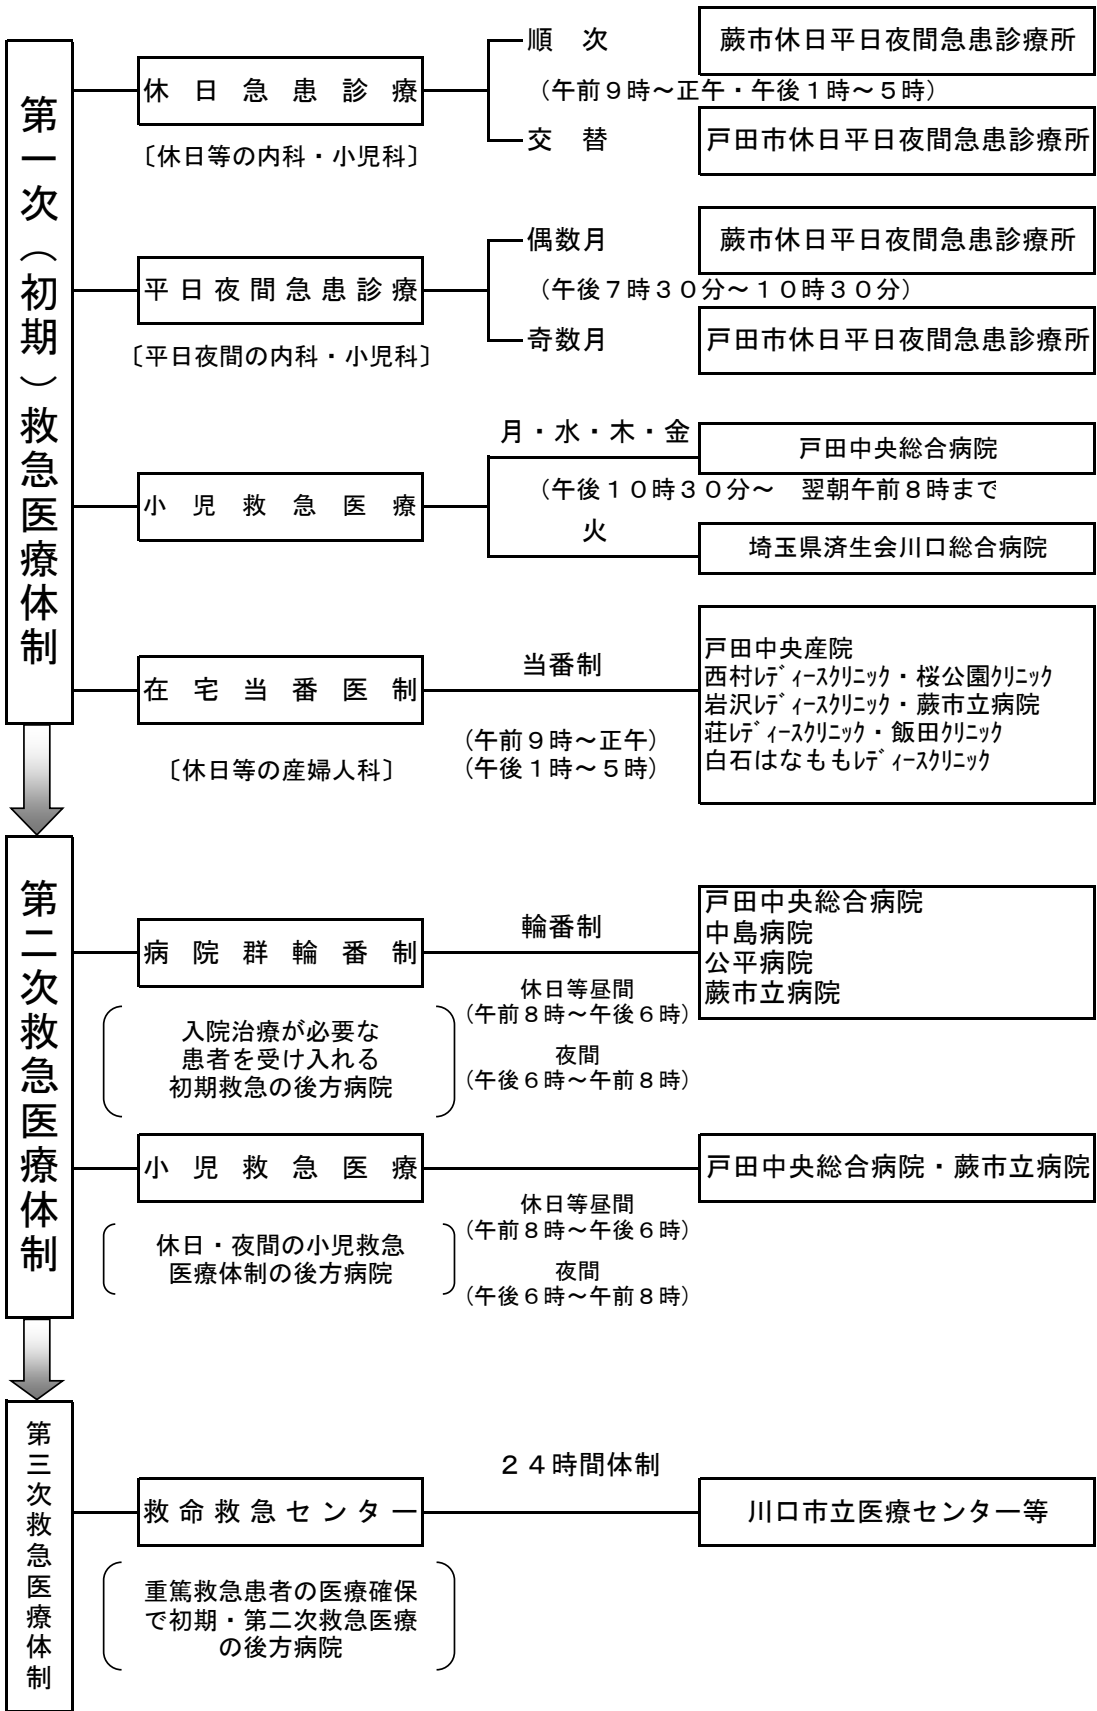 第一次（初期）救急医療体制
休日急患診療
〔休日等の内科・小児科〕
順　次
蕨市休日平日夜間急患診療所
（午前９時～正午・午後１時～５時）
交　替
戸田市休日平日夜間急患診療所
平日夜間急患診療
〔平日夜間の内科・小児科〕
偶数月
蕨市休日平日夜間急患診療所
（午後７時３０分～１０時３０分）
奇数月
戸田市休日平日夜間急患診療所
小児救急医療
月・水・木・金
戸田中央総合病院
（午後１０時３０分～　翌朝午前８時まで
火
埼玉県済生会川口総合病院
在宅当番医制
〔休日等の産婦人科〕
当番制
（午前９時～正午）
（午後１時～５時）
戸田中央産院
西村ﾚﾃﾞｨｰｽｸﾘﾆｯｸ・桜公園ｸﾘﾆｯｸ
岩沢ﾚﾃﾞｨｰｽｸﾘﾆｯｸ・蕨市立病院
荘ﾚﾃﾞｨｰｽｸﾘﾆｯｸ・飯田ｸﾘﾆｯｸ
白石はなももﾚﾃﾞｨｰｽｸﾘﾆｯｸ
第二次救急医療体制
病院群輪番制
入院治療が必要な
患者を受け入れる
初期救急の後方病院
輪番制
休日等昼間
（午前８時～午後６時）
夜間
（午後６時～午前８時）
戸田中央総合病院
中島病院
公平病院
蕨市立病院
小児救急医療
休日・夜間の小児救急
医療体制の後方病院
休日等昼間
（午前８時～午後６時）
夜間
（午後６時～午前８時）
戸田中央総合病院・蕨市立病院
第三次救急医療体制
救命救急センター
重篤救急患者の医療確保
で初期・第二次救急医療
の後方病院
２４時間体制
川口市立医療センター等